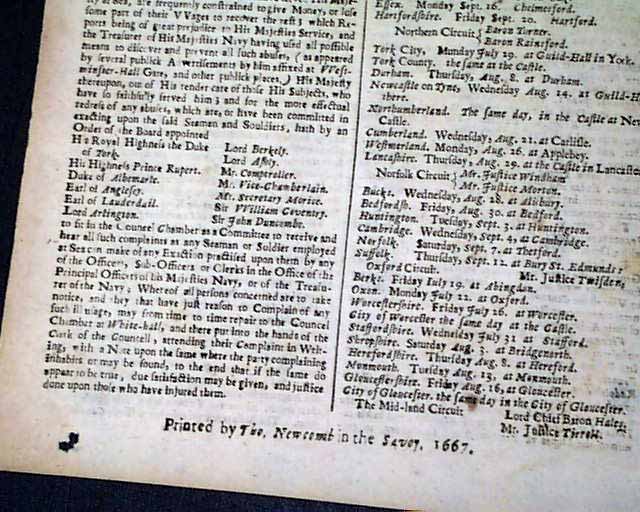 are frequently constrained to give Money, or lose
some part of their VVages to recover the rest; which Re-
ports being of great prejudice to His Majesties Service, and
the Treasurer of His Majesties Navy having used all possible
means to discover and prevent all such abuses, (as appeared
by several publick Advertisements by him affixed at West-
minster-Hall Gate, and other publick places,) His Majesty
thereupon, out of His tender care of those His Subjects, who
have so faithfully served him; and for the more effectual
redress of any abuses, which are, or have been committed in
exacting upon the said Seamen and Souldiers, hath by an
Order of the Board appointed
His Royal Highness the Duke of York.
His Highness Prince Rupert.
Duke of Albemarle.
Earl of Anglesey.
Earl of Lauderdail.
Lord Arlington.
Lord Berkely.
Lord Ashly.
Mr. Comptroller.
Mr. Vice-Chamberlain.
Mr. Secretary Morice.
Sir William Coventry.
Sir John Duncombe.
to sit in the Councel Chamber as a Committee to receive and
hear all such complaints as any Seaman or Soldier employed
at Sea can make of any Exaction practised upon them by any
of the Officers, Sub-Officers or Clerks in the Office of the
Principal Officers of his Majesties Navy, or of the Treasu-
rer of the Navy; Whereof all persons concerned are to take
notice, and they that have just reason to Complain of any
such ill usage, may from time to time repair to the Councel
Chamber at White-hall, and there put into the hands of the
Clerk of the Councell, attending their Complaint in Wri-
ting, with a Note upon the same where the party complaining
inhabits or may be found, to the end that if the same do
appear to be true, due satisfaction may be given, and justice
done upon those who have injured them.
Essex. Monday Sept. 16. Chelmsford.
Hartfordshire. Friday Sept. 20. Hartford.
Northern Circuit { Baron Turner.
Baron Rainsford.
York City, Monday July 29. at Guild-Hall in York.
York County. the same at the Castle.
Durham. Thursday, Aug. 8. at Durham.
Newcastle on Tyne, Wednesday Aug. 14. at Guild-H
there.
Northumberland. The same day, in the Castle at New
Castle.
Cumberland. Wednesday, Aug. 21. at Carlisle.
Westmerland. Monday, Aug. 26. at Appleby.
Lancashire. Thursday, Aug. 29. at the Castle in Lancaster
Norfolk Circuit { Mr. Justice Windham
Mr. Justice Morton.
Bucks. Wednesday, Aug. 28. at Alisbury.
Bedfordsh. Friday, Aug. 30. at Bedford.
Huntington. Tuesday, Sept. 3. at Huntington.
Cambridge. Wednesday, Sept. 4. at Cambridge.
Norfolk. Saturday, Sept. 7. at Thetford.
Suffolk. Thursday, Sept. 12. at Bury St. Edmunds:
Oxford Circuit. Mr. Justice Twisden,
Berks. Friday July 19. at Abingdon.
Oxon. Monday July 22. at Oxford.
Worcestershire. Friday July 26. at Worcester.
City of Worcester the same day at the Castle.
Staffordshire. Wednesday July 31 at Stafford.
Shropshire. Saturday Aug. 3. at Bridgenorth.
Herefordshire. Thursday Aug. 8. at Hereford.
Monmouth. Tuesday Aug. 13. at Monmouth.
Gloucestershire. Friday Aug. 16. at Gloucester.
City of Gloucester. the same day in the City of Gloucester.
The Mid-land Circuit Lord Chief Baron Hales,
Mr. Justice Tirrell.
Printed by Tho. Newcomb in the Savoy, 1667.